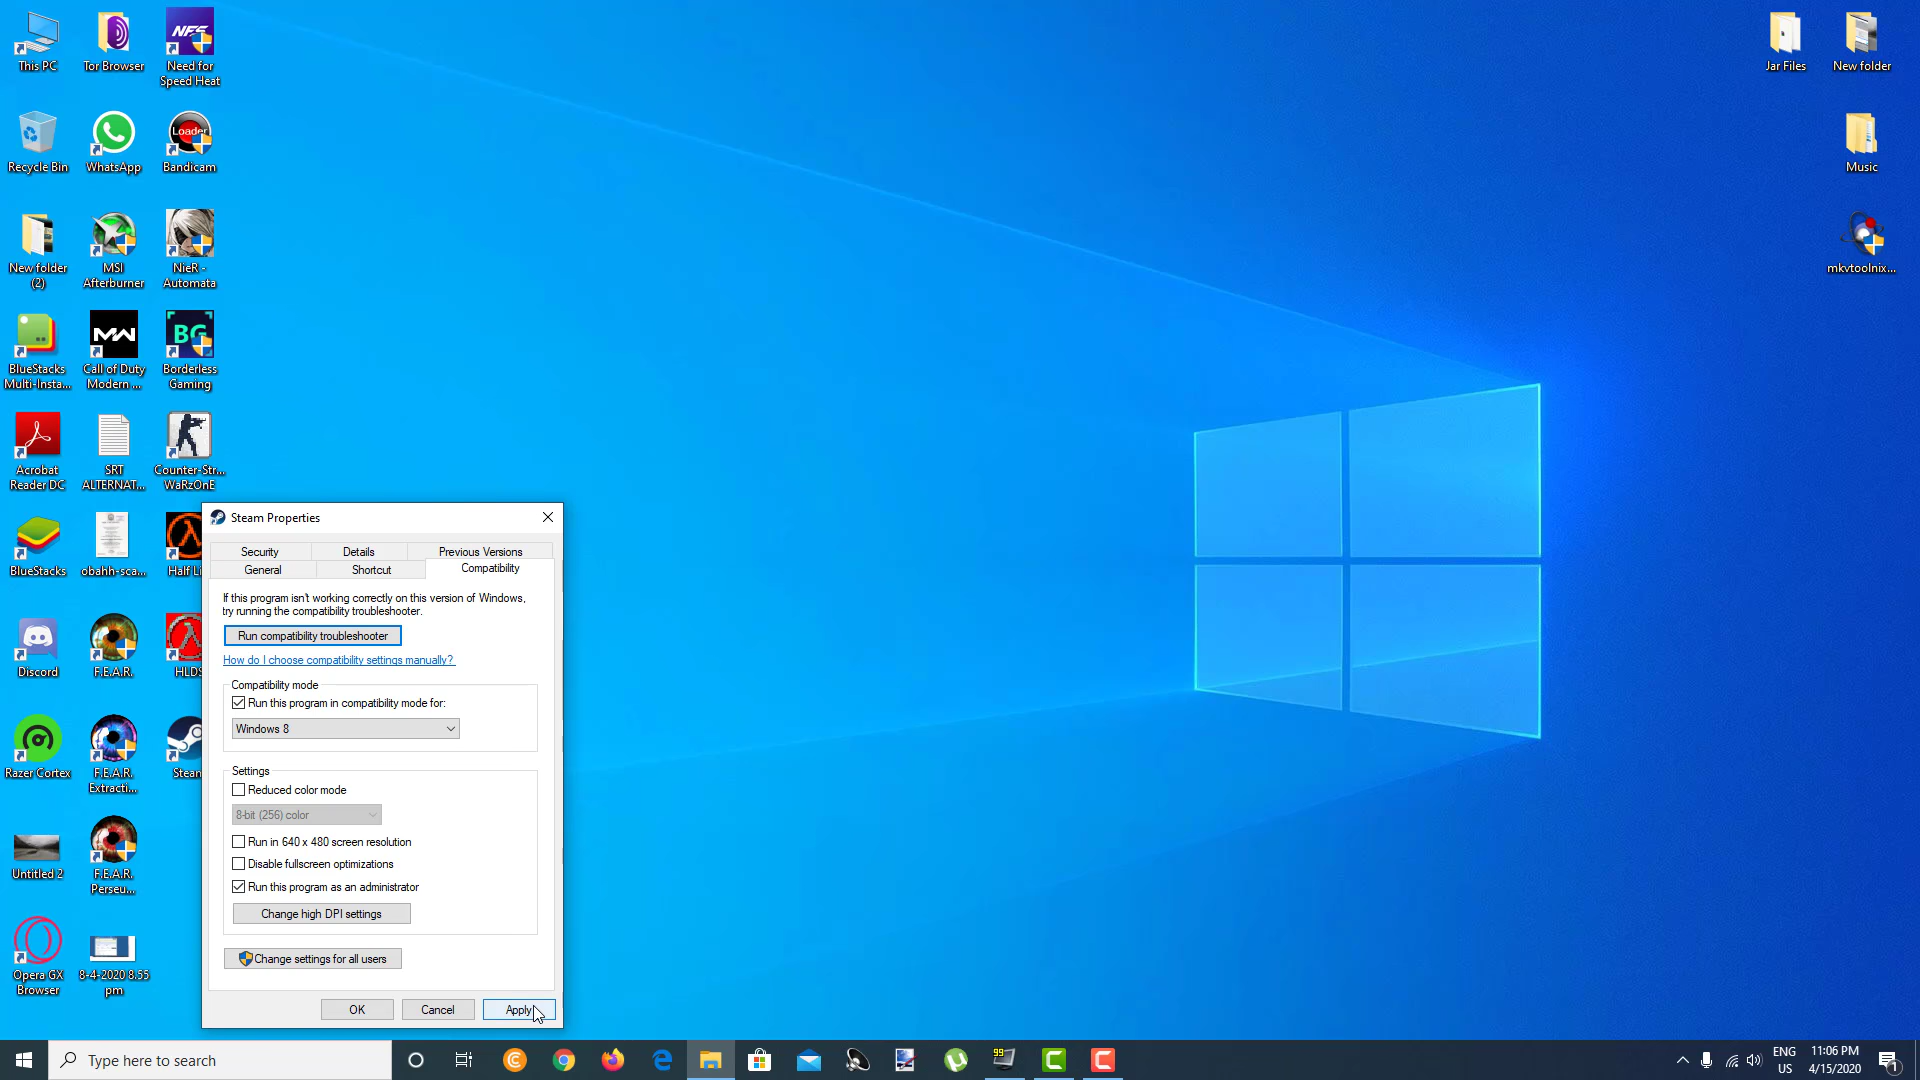 This PC
Tor Browser
NFS
Need for
Speed Heat
Recycle Bin
WhatsApp
Loader
Bandicam
New folder
(2)
MSI
Afterburner
NieR -
Automata
BlueStacks
Multi-Insta...
MW
Call of Duty
Modern ...
BG
Borderless
Gaming
Acrobat
Reader DC
SRT
ALTERNAT...
Counter-Str...
WaRzOnE
BlueStacks
obahh-sca...
Half Li
Discord
F.E.A.R.
HLDS
Razer Cortex
F.E.A.R.
Extracti...
Steam
Untitled 2
F.E.A.R.
Perseu...
Opera GX
Browser
8-4-2020 8.55
pm
Jar Files
New folder
Music
mkvtoolnix...
Steam Properties
Security
Details
Previous Versions
General
Shortcut
Compatibility
If this program isn't working correctly on this version of Windows,
try running the compatibility troubleshooter.
Run compatibility troubleshooter
How do I choose compatibility settings manually?
Compatibility mode
Run this program in compatibility mode for:
Windows 8
Settings
Reduced color mode
8-bit (256) color
Run in 640 x 480 screen resolution
Disable fullscreen optimizations
Run this program as an administrator
Change high DPI settings
Change settings for all users
OK
Cancel
Apply
Type here to search
99
ENG
US
11:06 PM
4/15/2020
1